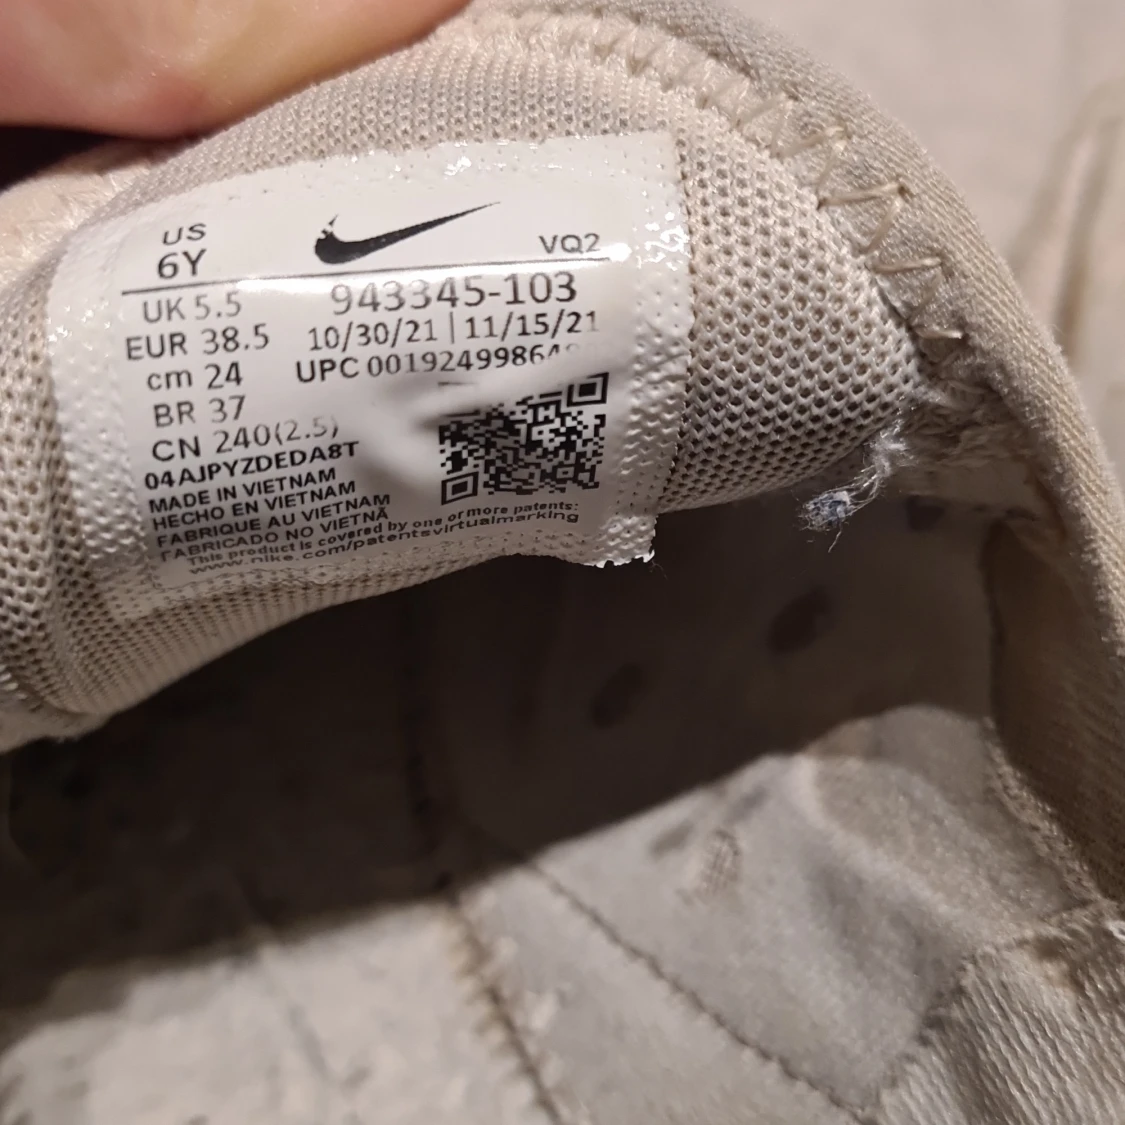 US
6Y
VQ2
UK 5.5
943345-103
EUR 38.5
10/30/21 | 11/15/21
cm 24
UPC 0019249986
BR 37
CN 240(2.5)
04AJPYZDEDA8T
MADE IN VIETNAM
HECHO EN VIETNAM
FABRIQUE AU VIETNAM
FABRICADO NO VIETNÃ
This product is covered by one or more patents:
www.nike.com/patentsvirtualmarking